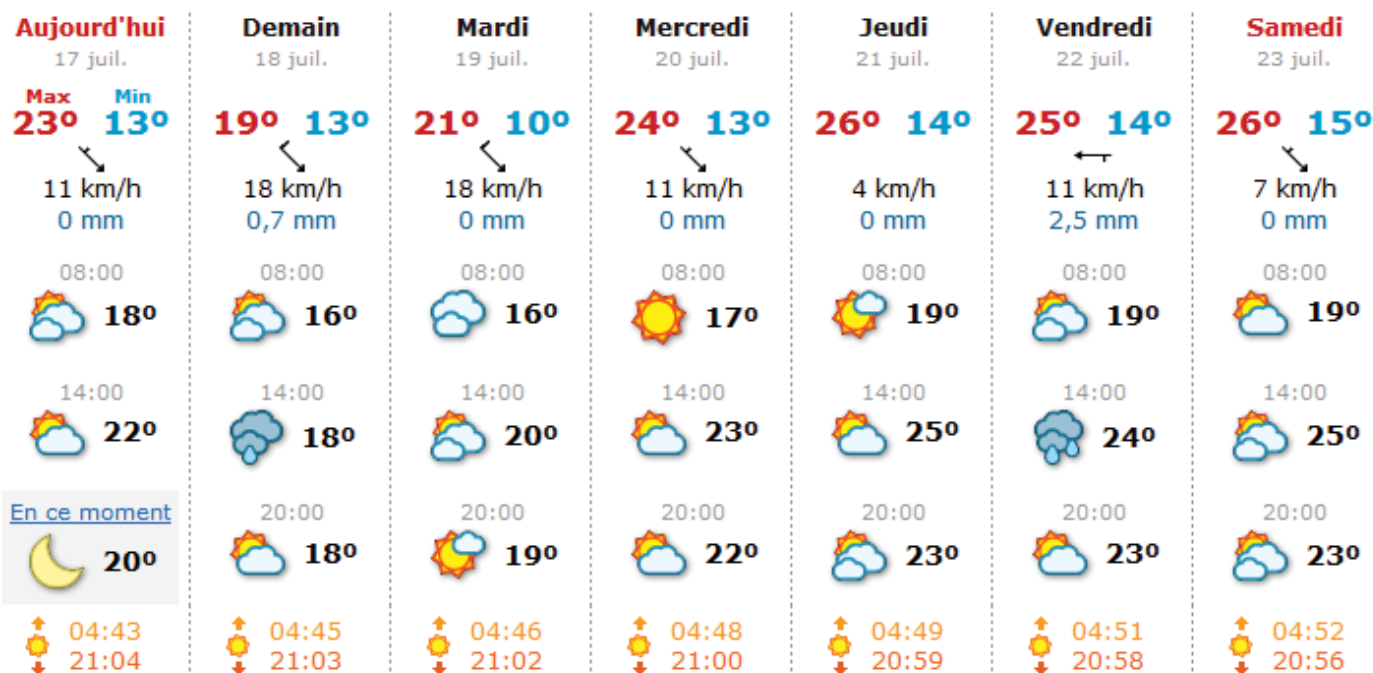 Aujourd'hui Demain Mardi Mercredi Jeudi Vendredi Samedi
17 juil. 18 juil. 19 juil. 20 juil. 21 juil. 22 juil. 23 juil.
Max Min
23º 13º 19º 13º 21º 10º 24º 13º 26º 14º 25º 14º 26º 15º
11 km/h 18 km/h 18 km/h 11 km/h 4 km/h 11 km/h 7 km/h
0 mm 0,7 mm 0 mm 0 mm 0 mm 2,5 mm 0 mm
08:00 08:00 08:00 08:00 08:00 08:00 08:00
18º 16º 16º 17º 19º 19º 19º
14:00 14:00 14:00 14:00 14:00 14:00 14:00
22º 18º 20º 23º 25º 24º 25º
En ce moment 20:00 20:00 20:00 20:00 20:00 20:00
20º 18º 19º 22º 23º 23º 23º
04:43 04:45 04:46 04:48 04:49 04:51 04:52
21:04 21:03 21:02 21:00 20:59 20:58 20:56